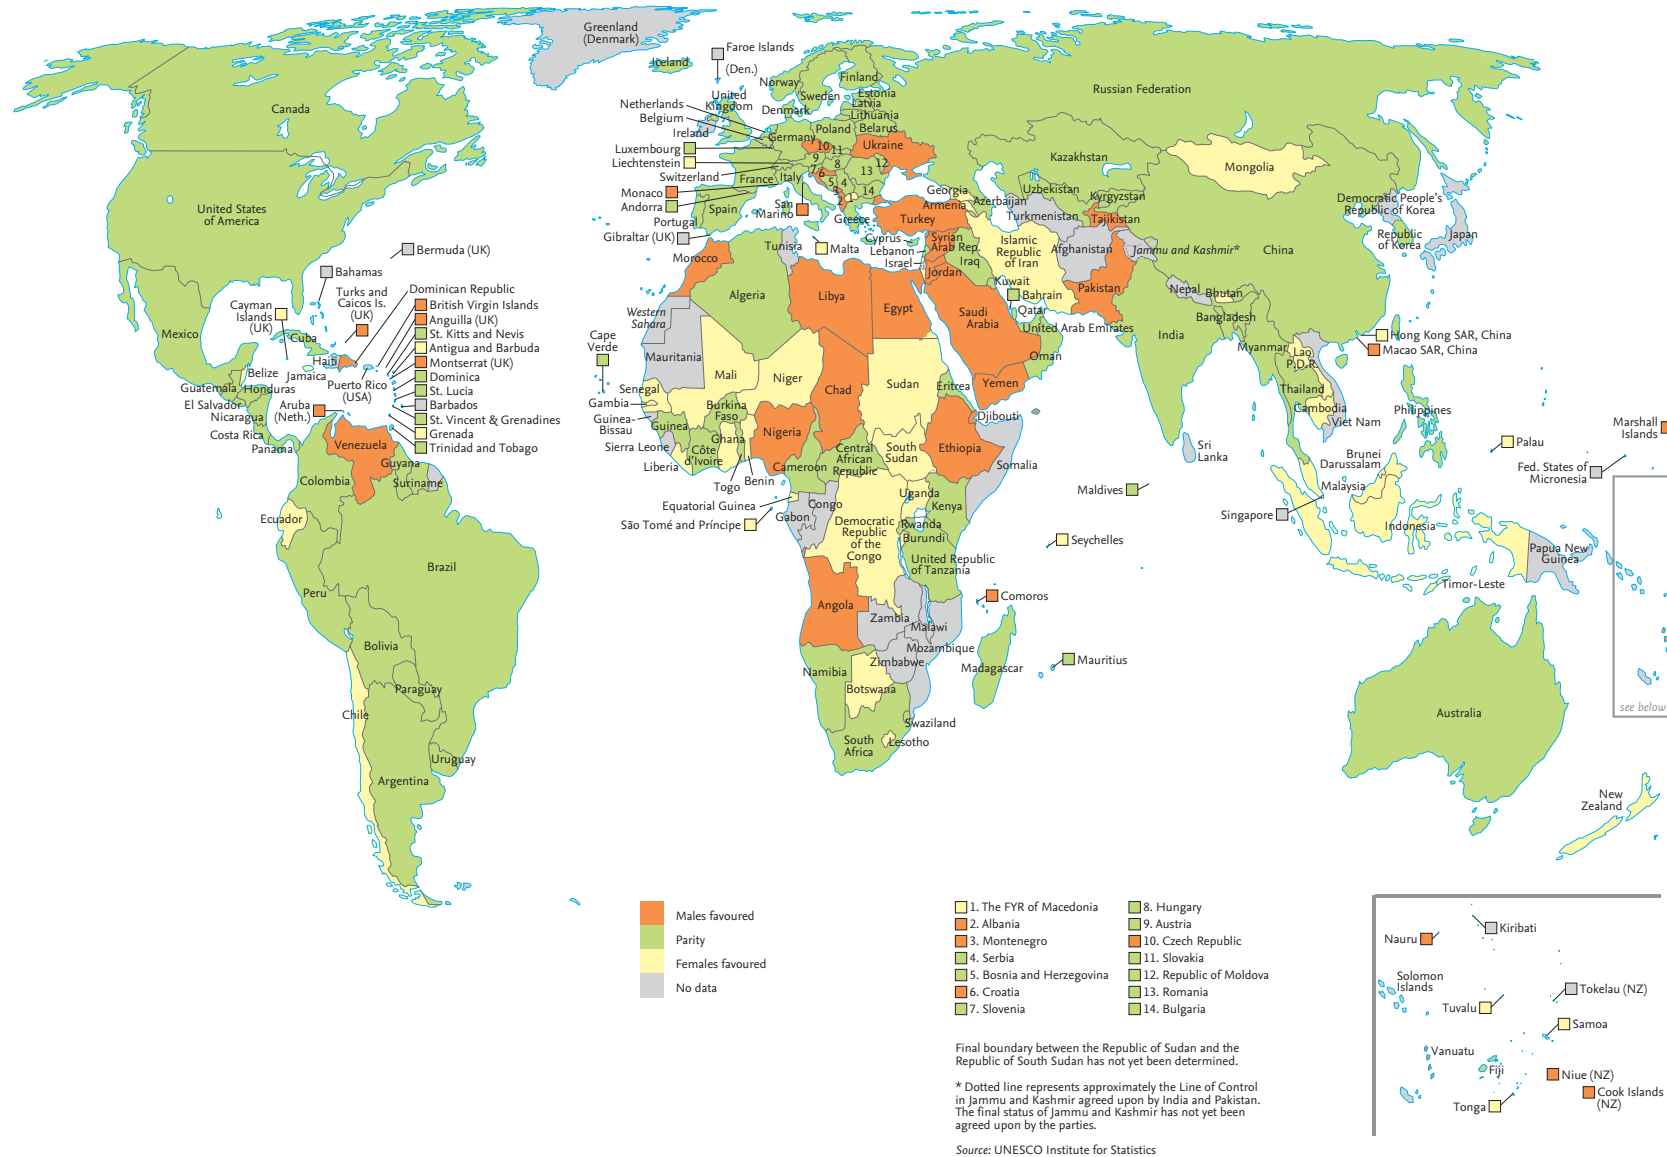 Greenland
(Denmark)
Faroe Islands
(Den.)
Iceland
Norway
Sweden
Finland
Estonia
Latvia
Lithuania
Belarus
Russian Federation
Canada
United
Kingdom
Denmark
Netherlands
Belgium
Ireland
Luxembourg
Liechtenstein
Switzerland
Monaco
Andorra
Portugal
Gibraltar (UK)
Germany
Poland
Ukraine
10
11
9
8
7
6
12
13
5
4
3
2
1
14
France
Italy
Spain
San
Marino
Greece
Malta
Georgia
Armenia
Azerbaijan
Turkey
Cyprus
Lebanon
Israel
Syrian
Arab Rep.
Iraq
Jordan
Kuwait
Bahrain
Qatar
United Arab Emirates
Saudi
Arabia
Oman
Yemen
Islamic
Republic
of Iran
Kazakhstan
Uzbekistan
Turkmenistan
Kyrgyzstan
Tajikistan
Afghanistan
Jammu and Kashmir*
Pakistan
Mongolia
China
Democratic People's
Republic of Korea
Republic
of Korea
Japan
Nepal
Bhutan
Bangladesh
India
Myanmar
Lao
P.D.R.
Thailand
Cambodia
Viet Nam
Hong Kong SAR, China
Macao SAR, China
Philippines
Sri
Lanka
Maldives
Brunei
Darussalam
Malaysia
Singapore
Indonesia
Timor-Leste
Papua New
Guinea
Palau
Fed. States of
Micronesia
Marshall
Islands
see below
Australia
New
Zealand
United States
of America
Bermuda (UK)
Bahamas
Turks and
Caicos Is.
(UK)
Cayman
Islands
(UK)
Mexico
Cuba
Haiti
Jamaica
Belize
Guatemala
Honduras
El Salvador
Nicaragua
Costa Rica
Panama
Puerto Rico
(USA)
Aruba
(Neth.)
Dominican Republic
British Virgin Islands
Anguilla (UK)
St. Kitts and Nevis
Antigua and Barbuda
Montserrat (UK)
Dominica
St. Lucia
Barbados
St. Vincent & Grenadines
Grenada
Trinidad and Tobago
Venezuela
Guyana
Suriname
Colombia
Ecuador
Peru
Brazil
Bolivia
Paraguay
Chile
Argentina
Uruguay
Morocco
Tunisia
Algeria
Libya
Egypt
Western
Sahara
Cape
Verde
Mauritania
Mali
Niger
Chad
Sudan
Eritrea
Djibouti
Senegal
Gambia
Guinea-
Bissau
Guinea
Sierra Leone
Liberia
Burkina
Faso
Côte
d'Ivoire
Ghana
Togo
Benin
Nigeria
Cameroon
Central
African
Republic
South
Sudan
Ethiopia
Somalia
Equatorial Guinea
São Tomé and Príncipe
Gabon
Congo
Democratic
Republic
of the
Congo
Uganda
Kenya
Rwanda
Burundi
United Republic
of Tanzania
Seychelles
Comoros
Angola
Zambia
Malawi
Mozambique
Zimbabwe
Namibia
Botswana
Madagascar
Mauritius
Swaziland
South
Africa
Lesotho
Males favoured
Parity
Females favoured
No data
1. The FYR of Macedonia
2. Albania
3. Montenegro
4. Serbia
5. Bosnia and Herzegovina
6. Croatia
7. Slovenia
8. Hungary
9. Austria
10. Czech Republic
11. Slovakia
12. Republic of Moldova
13. Romania
14. Bulgaria
Final boundary between the Republic of Sudan and the
Republic of South Sudan has not yet been determined.
* Dotted line represents approximately the Line of Control
in Jammu and Kashmir agreed upon by India and Pakistan.
The final status of Jammu and Kashmir has not yet been
agreed upon by the parties.
Source: UNESCO Institute for Statistics
Kiribati
Nauru
Solomon
Islands
Tuvalu
Tokelau (NZ)
Samoa
Vanuatu
Fiji
Niue (NZ)
Cook Islands
(NZ)
Tonga